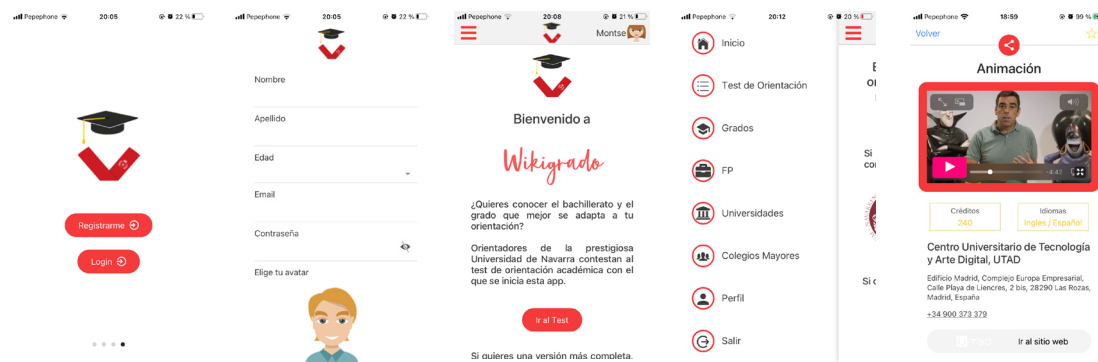 Pepephone 20:05 22 %
Registrarme
Login
Pepephone 20:05 22 %
Nombre
Apellido
Edad
Email
Contraseña
Elige tu avatar
Pepephone 20:08 21 %
Montse
Bienvenido a
Wikigrado
¿Quieres conocer el bachillerato y el
grado que mejor se adapta a tu
orientación?
Orientadores de la prestigiosa
Universidad de Navarra contestan al
test de orientación académica con el
que se inicia esta app.
Ir al Test
Si quieres una versión más completa,
Pepephone 20:12 20 %
Inicio
Test de Orientación
Grados
FP
Universidades
Colegios Mayores
Perfil
Salir
Pepephone 18:59 99 %
Volver
Animación
-4:42
Créditos
240
Idiomas
Ingles / Español
Centro Universitario de Tecnología
y Arte Digital, UTAD
Edificio Madrid, Complejo Europa Empresarial,
Calle Playa de Liencres, 2 bis, 28290 Las Rozas,
Madrid, España
+34 900 373 379
Ir al sitio web